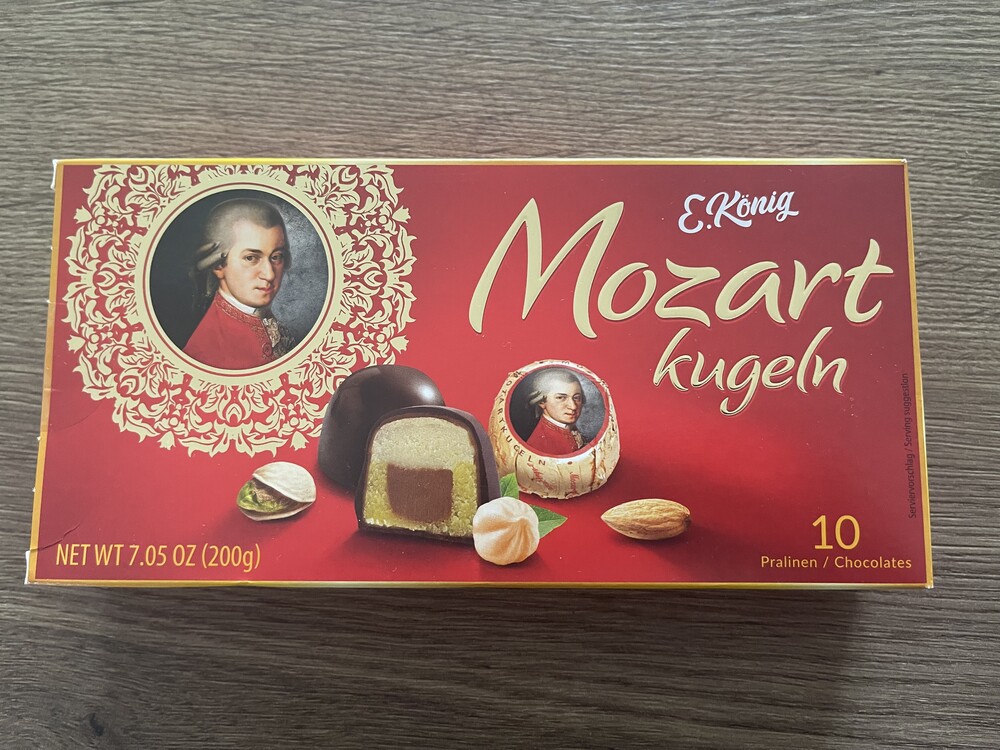 E.König
Mozart
kugeln
Serviervorschlag / Serving suggestion
NET WT 7.05 OZ (200g)
10
Pralinen / Chocolates